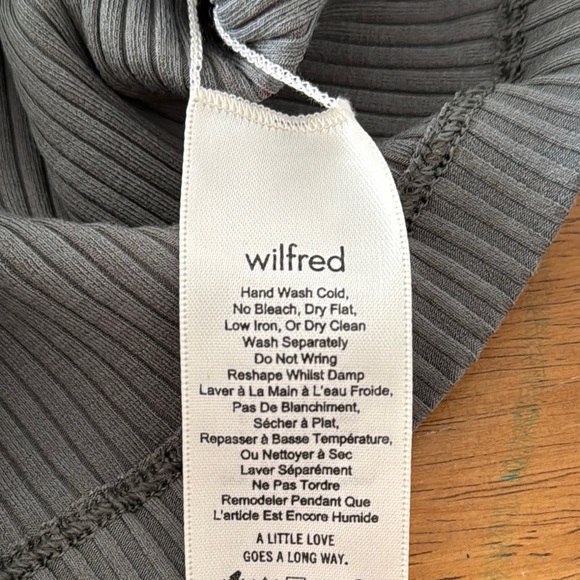 wilfred
Hand Wash Cold,
No Bleach, Dry Flat,
Low Iron, Or Dry Clean
Wash Separately
Do Not Wring
Reshape Whilst Damp
Laver à La Main à L'eau Froide,
Pas De Blanchiment,
Sécher à Plat,
Repasser à Basse Température,
Ou Nettoyer à Sec
Laver Séparément
Ne Pas Tordre
Remodeler Pendant Que
L'article Est Encore Humide
A LITTLE LOVE
GOES A LONG WAY.